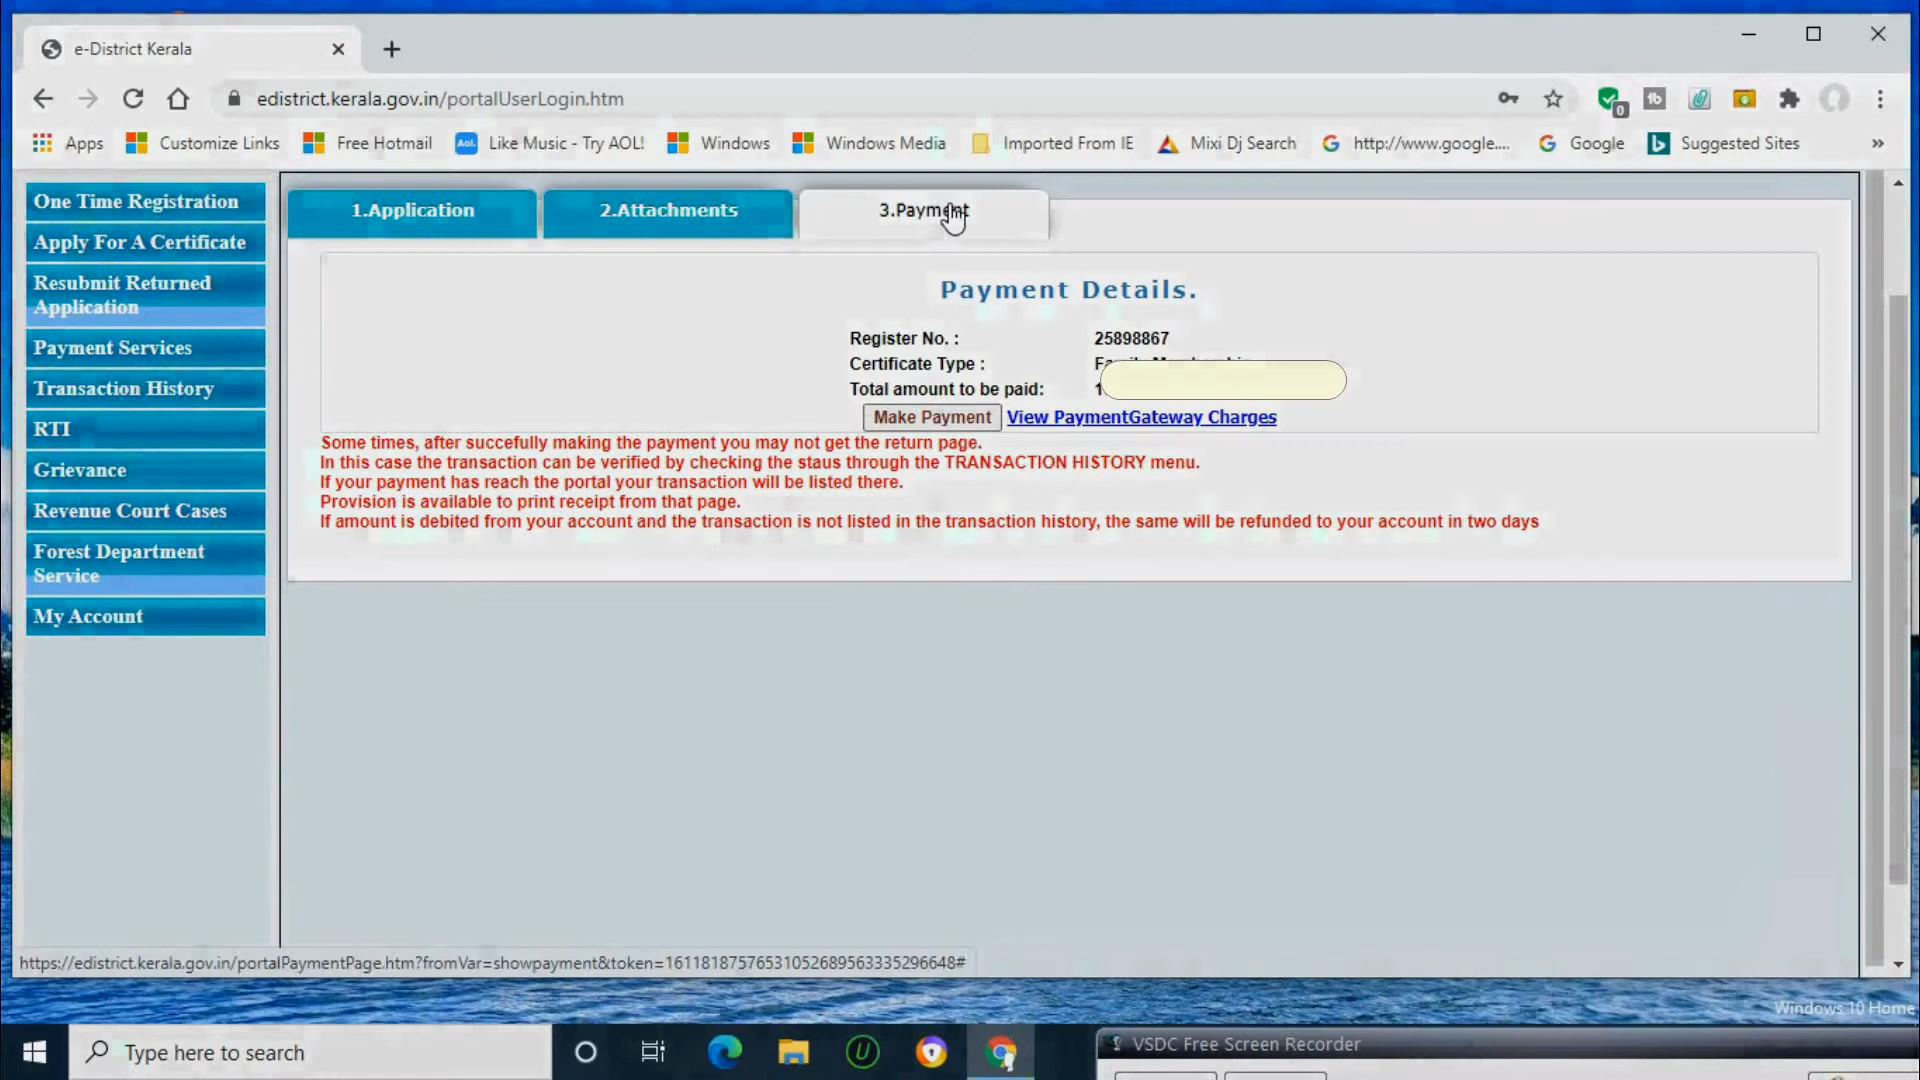 e-District Kerala
edistrict.kerala.gov.in/portalUserLogin.htm
0
Apps Customize Links Free Hotmail Aol. Like Music - Try AOL! Windows Windows Media Imported From IE Mixi Dj Search http://www.google.... Google Suggested Sites »
One Time Registration
Apply For A Certificate
Resubmit Returned
Application
Payment Services
Transaction History
RTI
Grievance
Revenue Court Cases
Forest Department
Service
My Account
1.Application 2.Attachments 3.Payment
Payment Details.
Register No. : 25898867
Certificate Type :
Total amount to be paid: 1
Make Payment View PaymentGateway Charges
Some times, after succefully making the payment you may not get the return page.
In this case the transaction can be verified by checking the staus through the TRANSACTION HISTORY menu.
If your payment has reach the portal your transaction will be listed there.
Provision is available to print receipt from that page.
If amount is debited from your account and the transaction is not listed in the transaction history, the same will be refunded to your account in two days
https://edistrict.kerala.gov.in/portalPaymentPage.htm?fromVar=showpayment&token=16118187576531052689563335296648#
Windows 10 Home
Type here to search
VSDC Free Screen Recorder